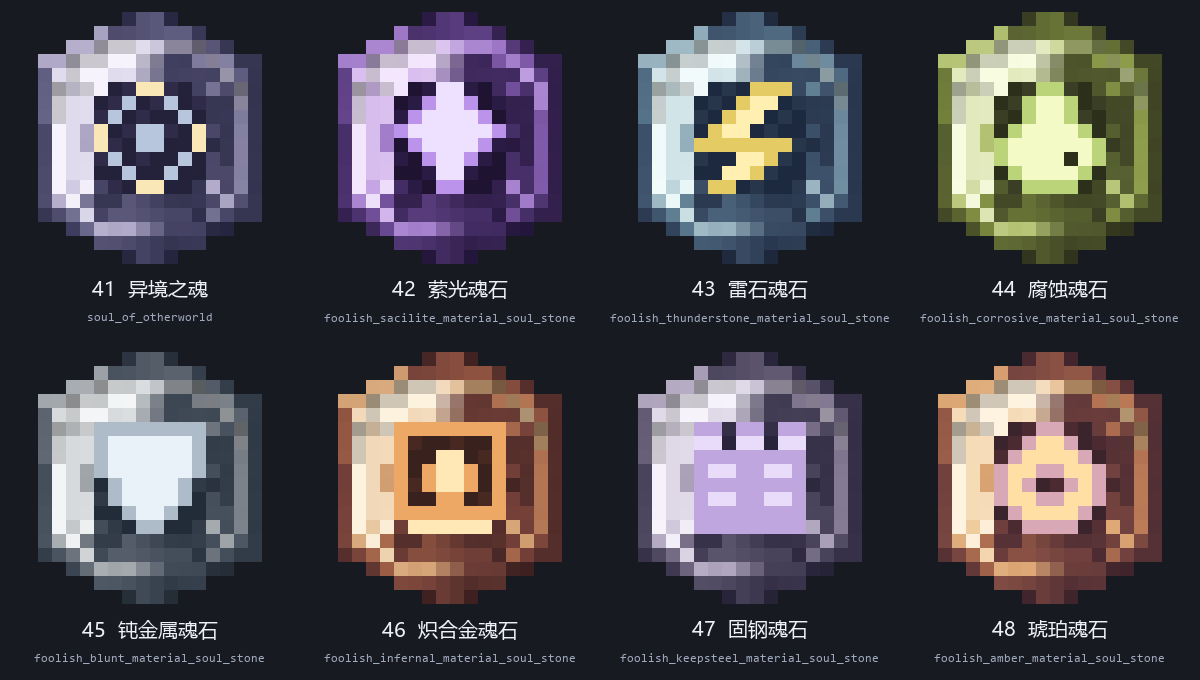 41 异境之魂
soul_of_otherworld
42 萦光魂石
foolish_sacilite_material_soul_stone
43 雷石魂石
foolish_thunderstone_material_soul_stone
44 腐蚀魂石
foolish_corrosive_material_soul_stone
45 钝金属魂石
foolish_blunt_material_soul_stone
46 炽合金魂石
foolish_infernal_material_soul_stone
47 固钢魂石
foolish_keepsteel_material_soul_stone
48 琥珀魂石
foolish_amber_material_soul_stone